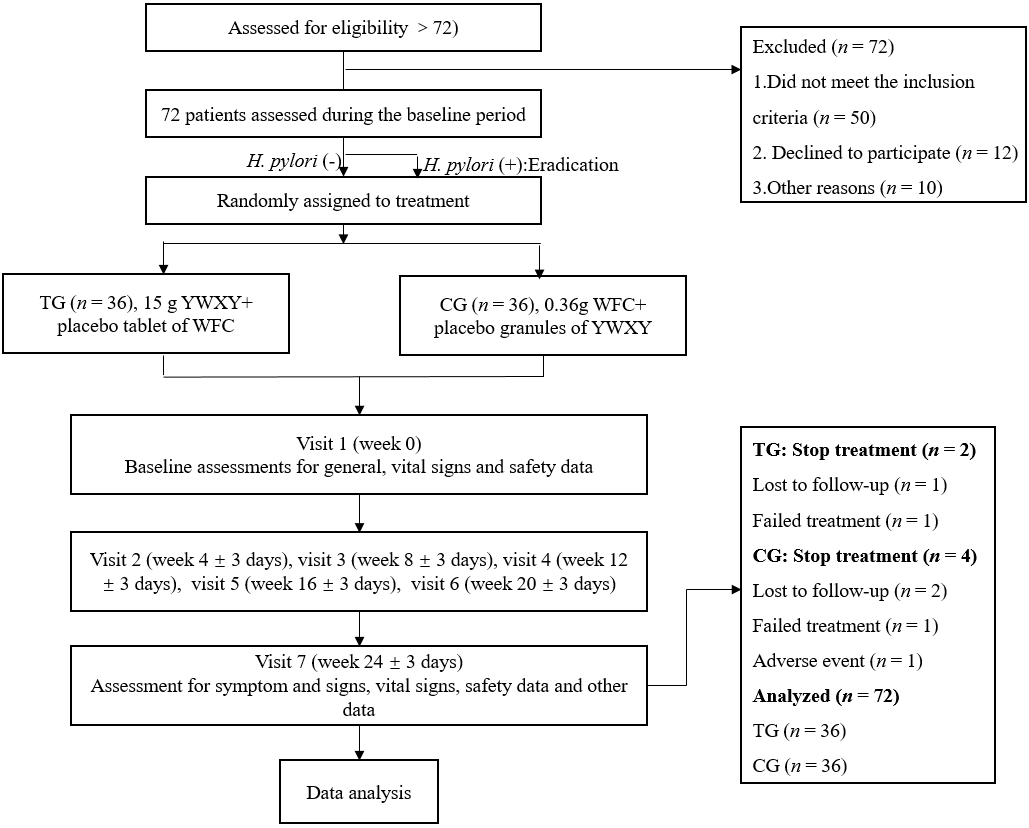 Assessed for eligibility  > 72)
Excluded (n = 72)
1.Did not meet the inclusion
criteria (n = 50)
2. Declined to participate (n = 12)
3.Other reasons (n = 10)
72 patients assessed during the baseline period
H. pylori (-)
H. pylori (+):Eradication
Randomly assigned to treatment
TG (n = 36), 15 g YWXY+
placebo tablet of WFC
CG (n = 36), 0.36g WFC+
placebo granules of YWXY
Visit 1 (week 0)
Baseline assessments for general, vital signs and safety data
Visit 2 (week 4 ± 3 days), visit 3 (week 8 ± 3 days), visit 4 (week 12
± 3 days),  visit 5 (week 16 ± 3 days),  visit 6 (week 20 ± 3 days)
Visit 7 (week 24 ± 3 days)
Assessment for symptom and signs, vital signs, safety data and other
data
TG: Stop treatment (n = 2)
Lost to follow-up (n = 1)
Failed treatment (n = 1)
CG: Stop treatment (n = 4)
Lost to follow-up (n = 2)
Failed treatment (n = 1)
Adverse event (n = 1)
Analyzed (n = 72)
TG (n = 36)
CG (n = 36)
Data analysis